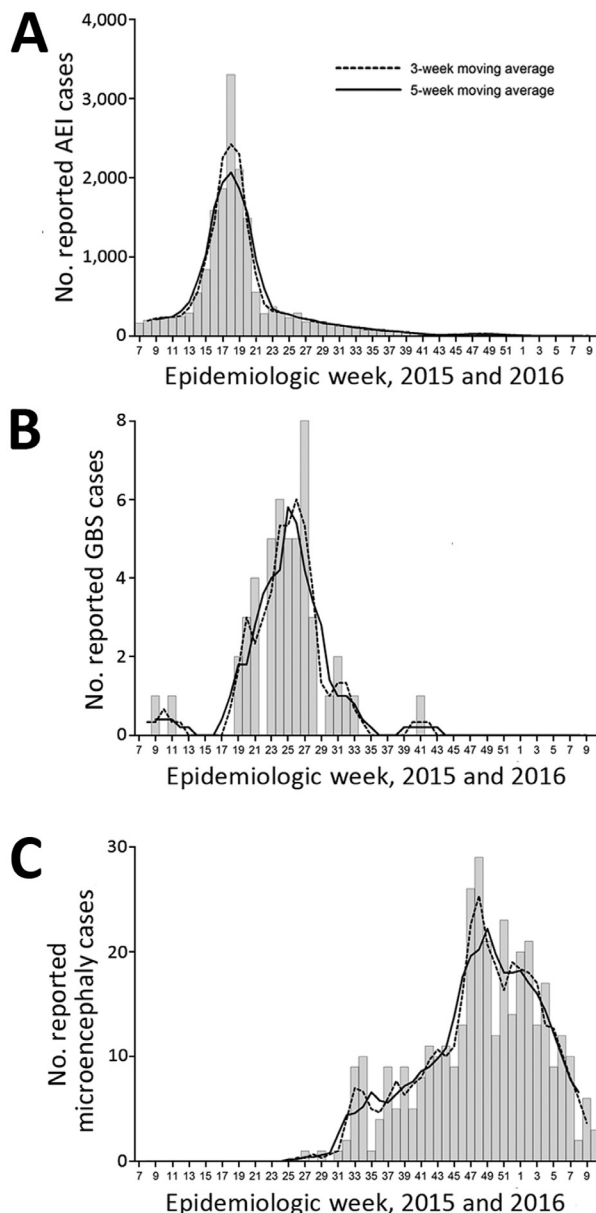 A
No. reported AEI cases
4,000
3,000
2,000
1,000
0
3-week moving average
5-week moving average
7 9 11 13 15 17 19 21 23 25 27 29 31 33 35 37 39 41 43 45 47 49 51 1 3 5 7 9
Epidemiologic week, 2015 and 2016
B
No. reported GBS cases
8
6
4
2
0
7 9 11 13 15 17 19 21 23 25 27 29 31 33 35 37 39 41 43 45 47 49 51 1 3 5 7 9
Epidemiologic week, 2015 and 2016
C
No. reported
microencephaly cases
30
20
10
0
7 9 11 13 15 17 19 21 23 25 27 29 31 33 35 37 39 41 43 45 47 49 51 1 3 5 7 9
Epidemiologic week, 2015 and 2016